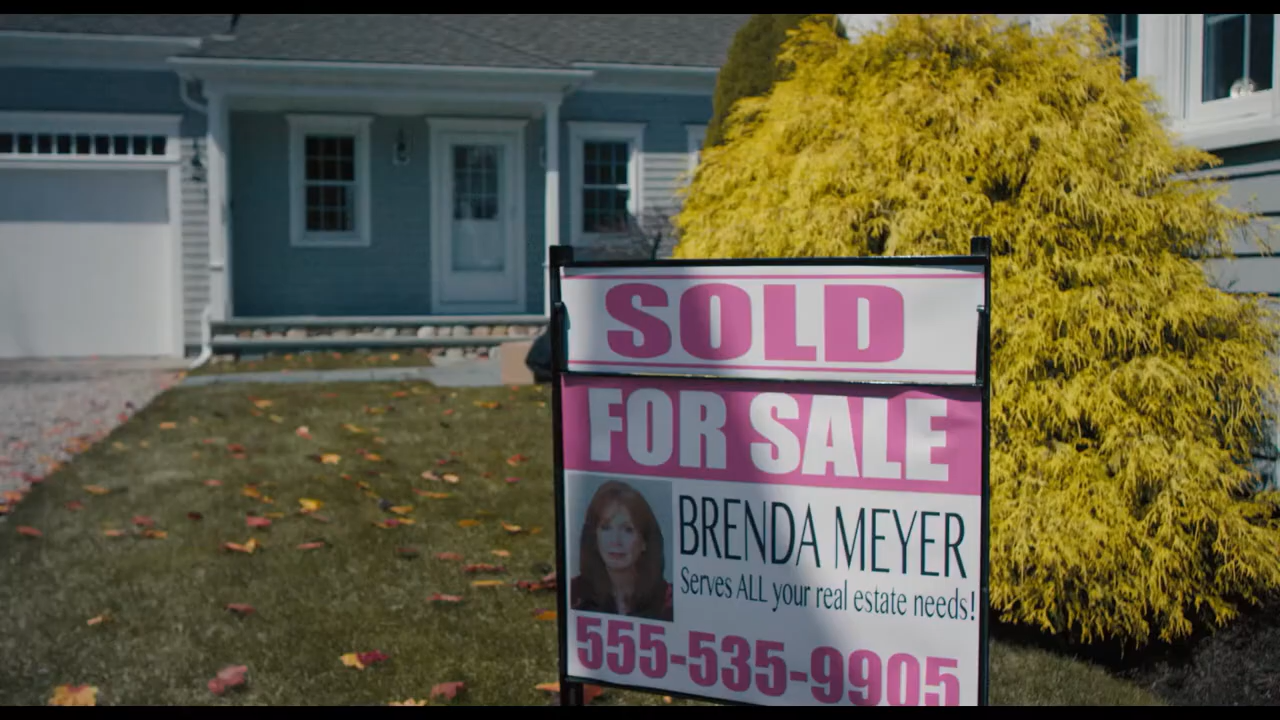 SOLD
FOR SALE
BRENDA MEYER
Serves ALL your real estate needs!
555-535-9905